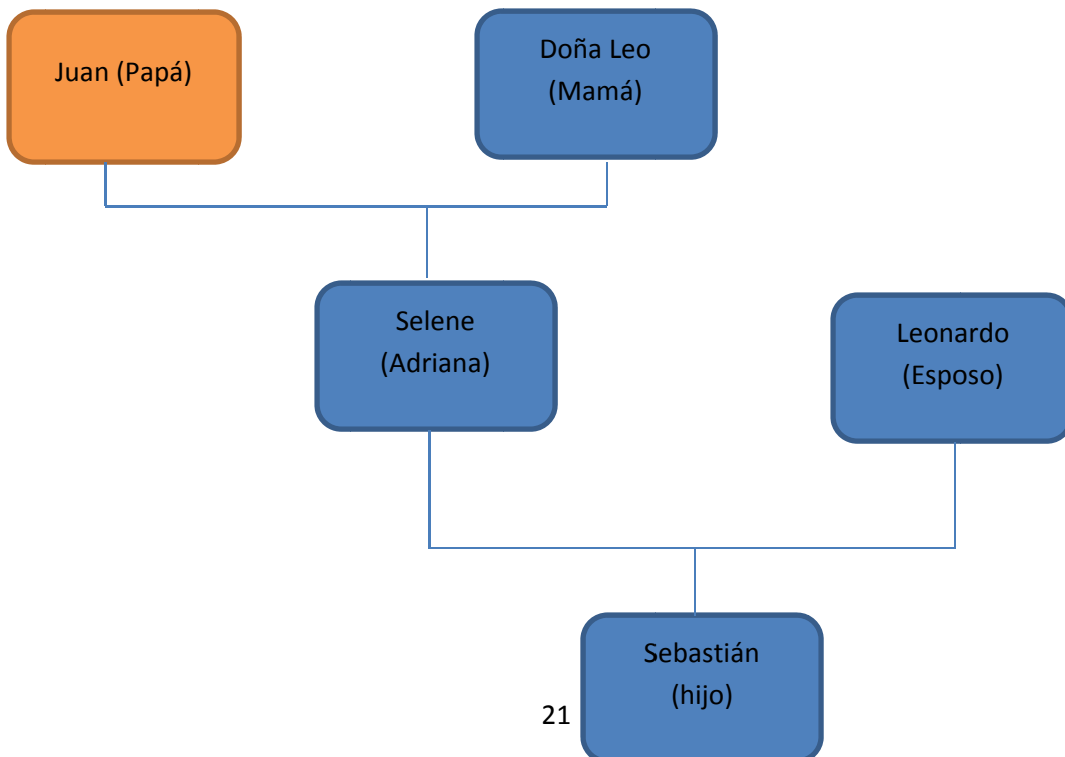 Juan (Papá)
Doña Leo
(Mamá)
Selene
(Adriana)
Leonardo
(Esposo)
Sebastián
(hijo)
21